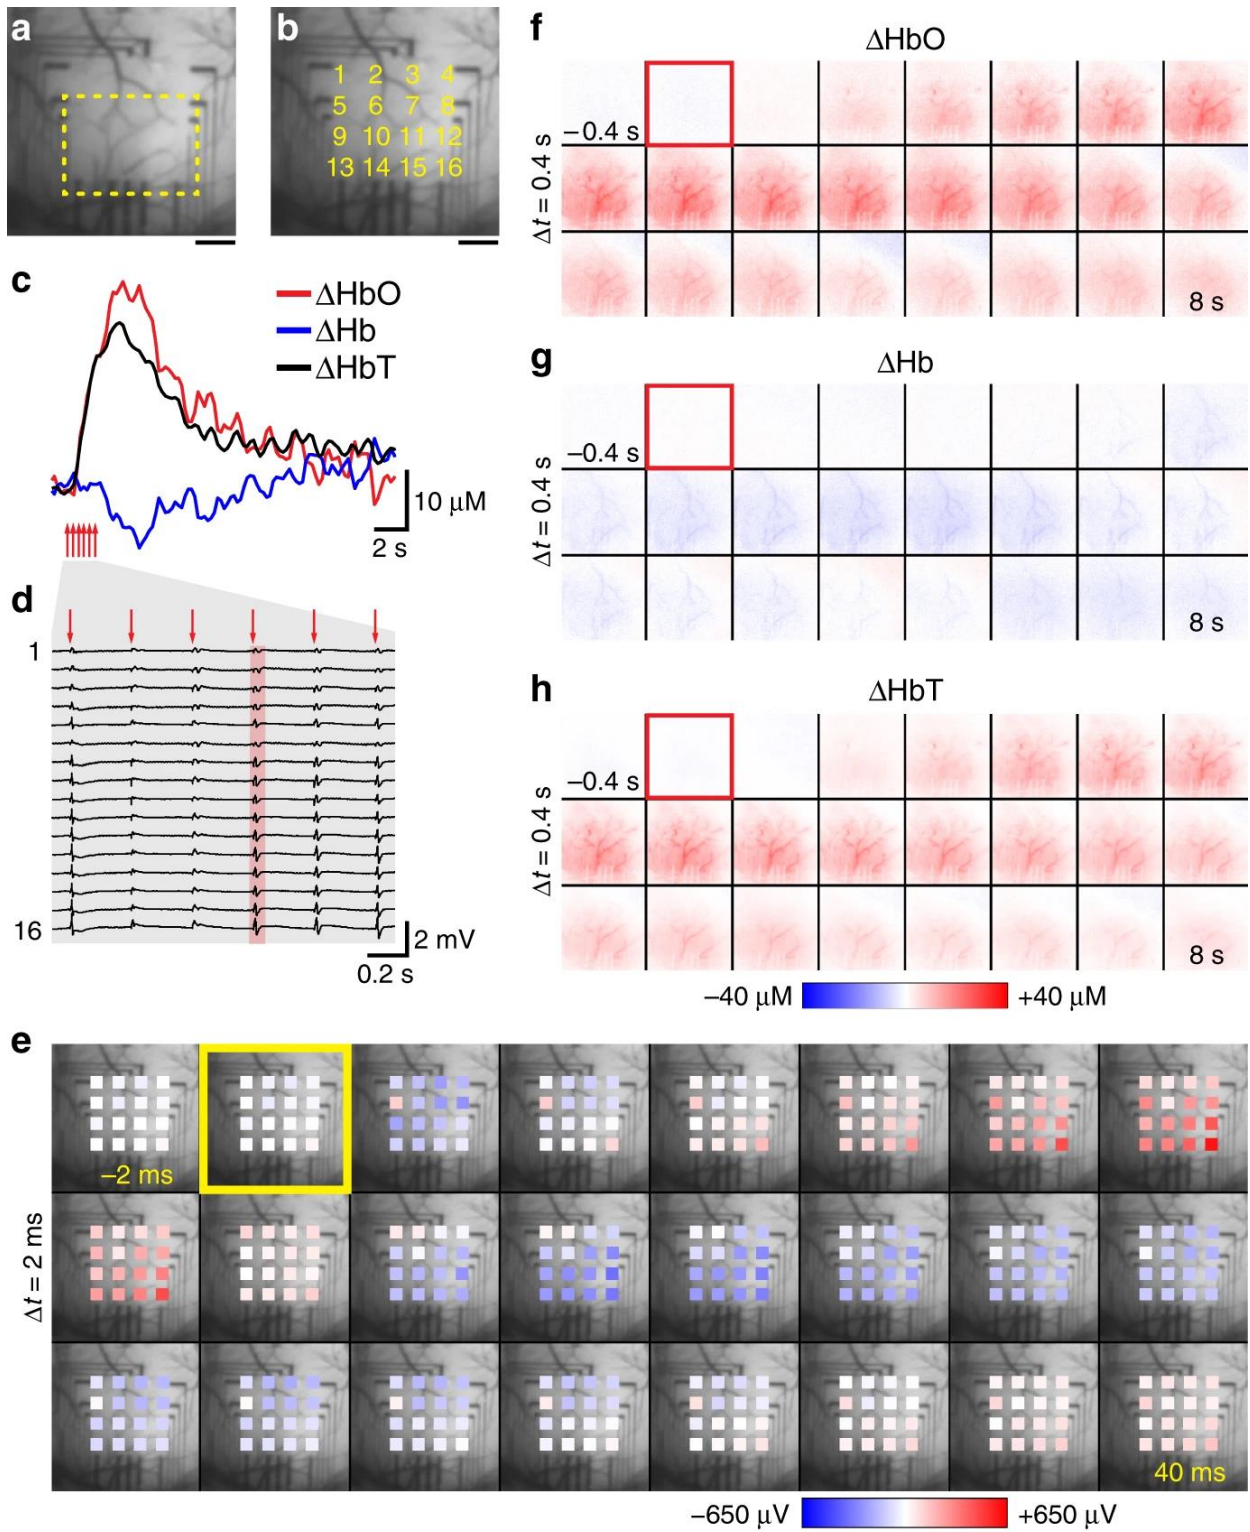 a
b
1 2 3 4
5 6 7 8
9 10 11 12
13 14 15 16
c
ΔHbO
ΔHb
ΔHbT
10 μM
2 s
d
1
16
2 mV
0.2 s
f
ΔHbO
−0.4 s
Δt = 0.4 s
8 s
g
ΔHb
−0.4 s
Δt = 0.4 s
8 s
h
ΔHbT
−0.4 s
Δt = 0.4 s
8 s
−40 μM
+40 μM
e
−2 ms
Δt = 2 ms
40 ms
−650 μV
+650 μV